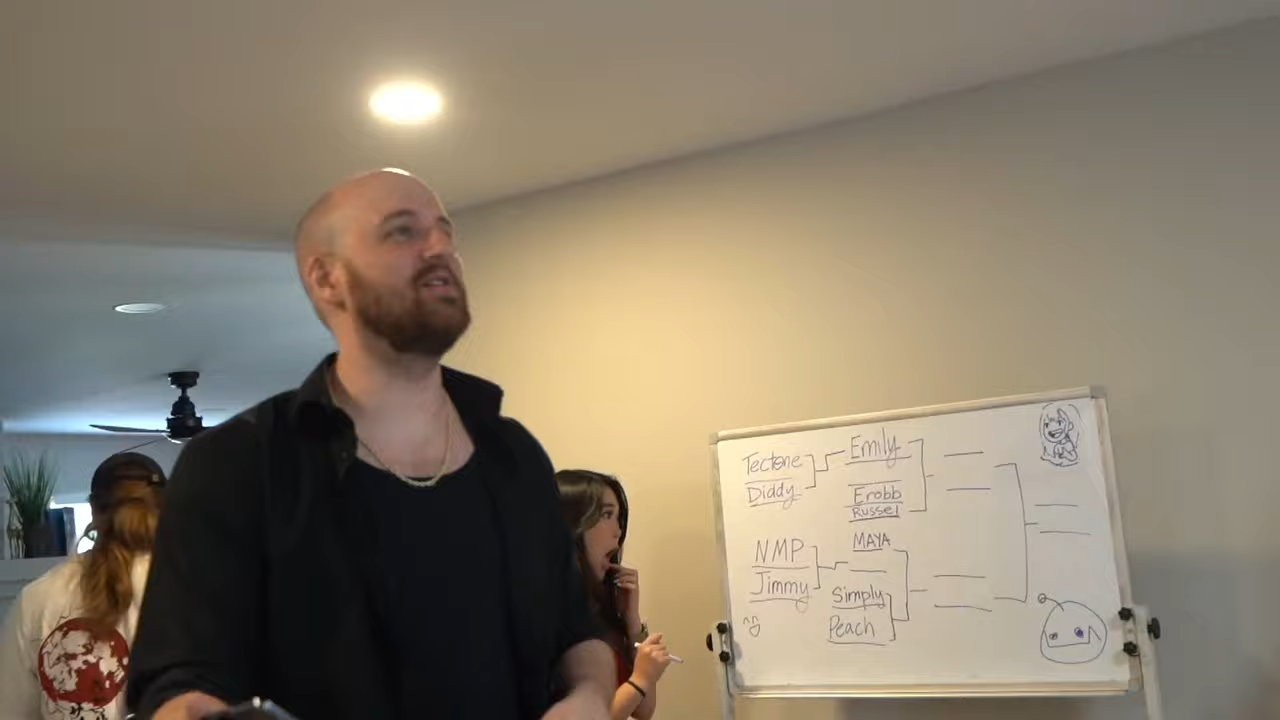 Tectone
Diddy
Emily
Erobb
Russel
NMP
Jimmy
MAYA
Simply
Peach